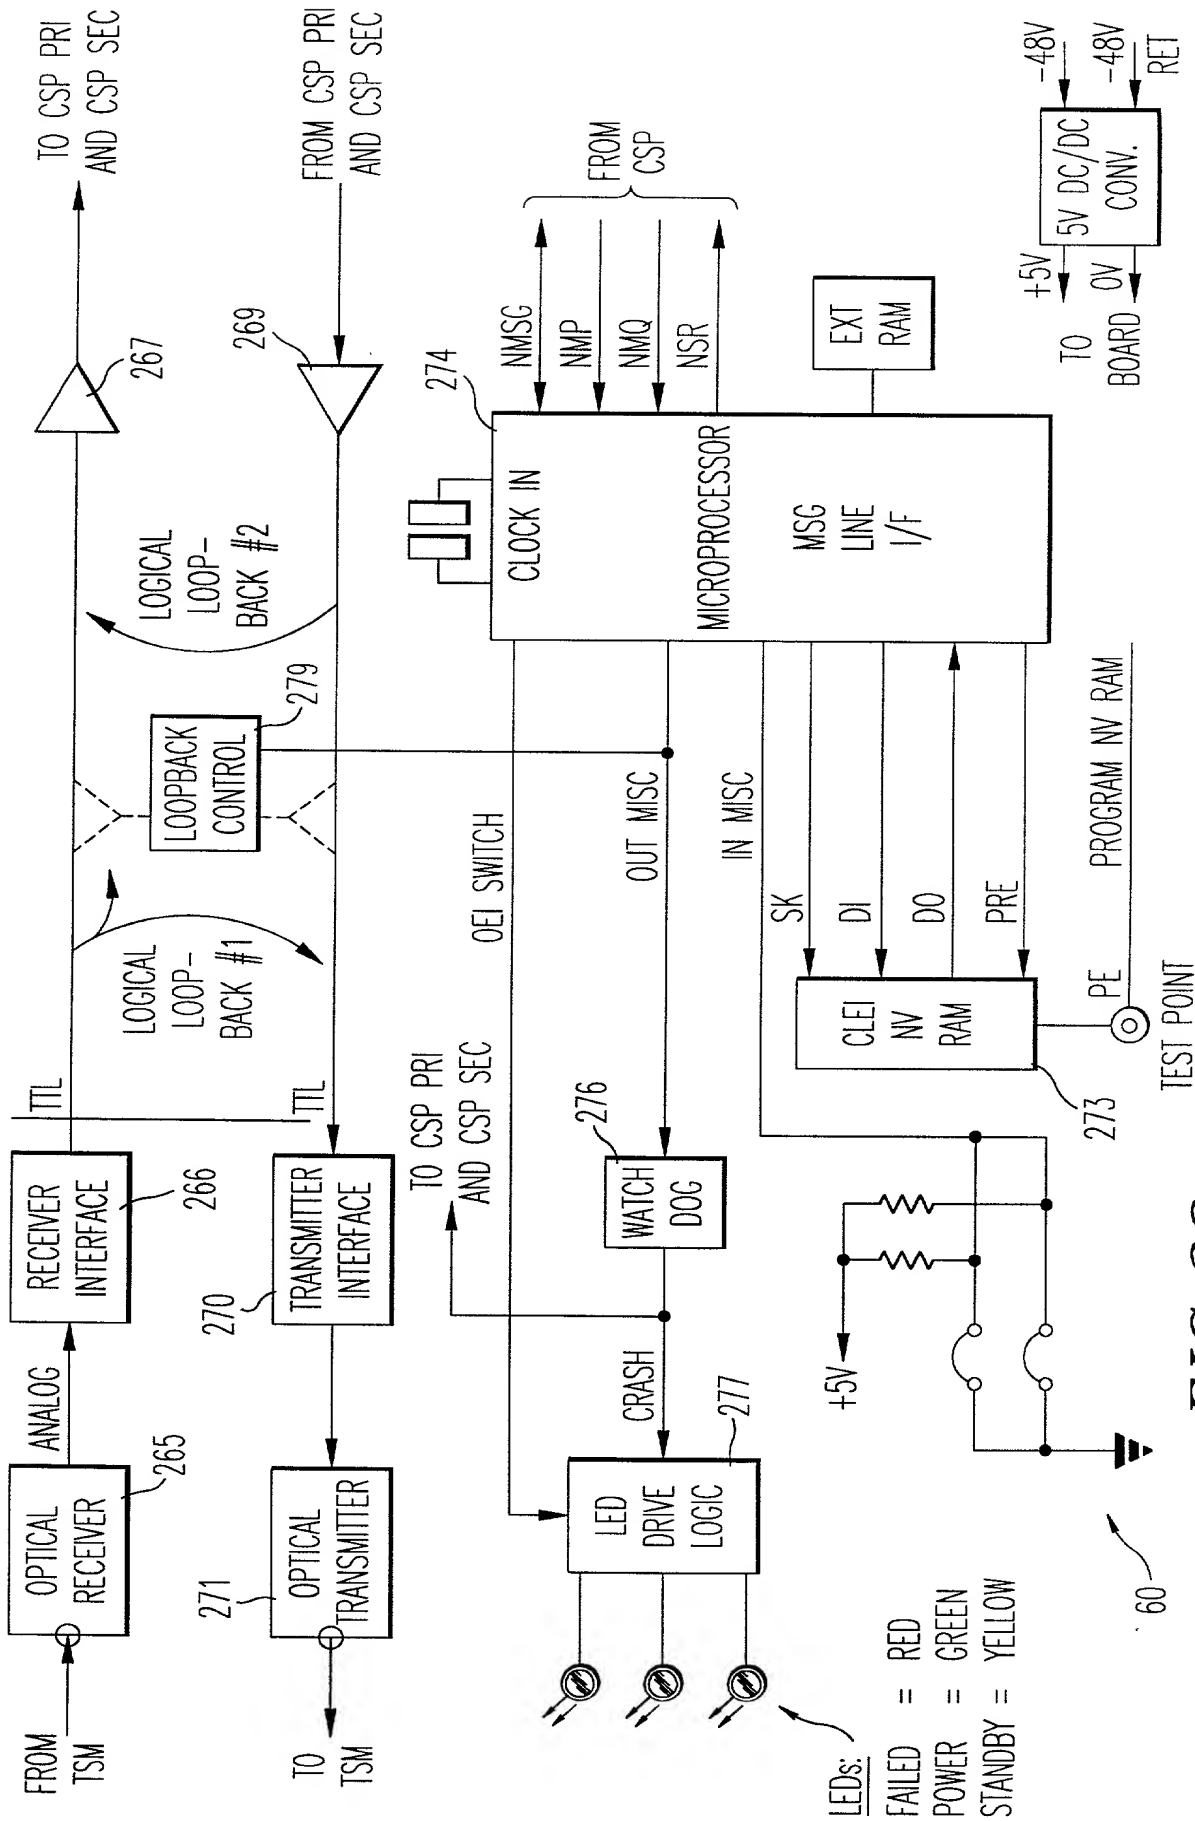 FROM
TSM
OPTICAL
RECEIVER
265
ANALOG
RECEIVER
INTERFACE
266
TTL
LOGICAL
LOOP-
BACK #1
LOOPBACK
CONTROL
279
LOGICAL
LOOP-
BACK #2
267
TO CSP PRI
AND CSP SEC
TO
TSM
271
OPTICAL
TRANSMITTER
270
TRANSMITTER
INTERFACE
TTL
269
FROM CSP PRI
AND CSP SEC
TO CSP PRI
AND CSP SEC
OEI SWITCH
CLOCK IN
274
NMSG
NMP
NMQ
NSR
FROM
CSP
LED
DRIVE
LOGIC
277
CRASH
WATCH
DOG
276
OUT MISC
IN MISC
MICROPROCESSOR
MSG
LINE
I/F
EXT
RAM
SK
DI
DO
PRE
CLEI
NV
RAM
273
PE
PROGRAM NV RAM
TEST POINT
+5V
LEDs:
FAILED = RED
POWER = GREEN
STANDBY = YELLOW
60
TO
BOARD
+5V
0V
5V DC/DC
CONV.
-48V
-48V
RET